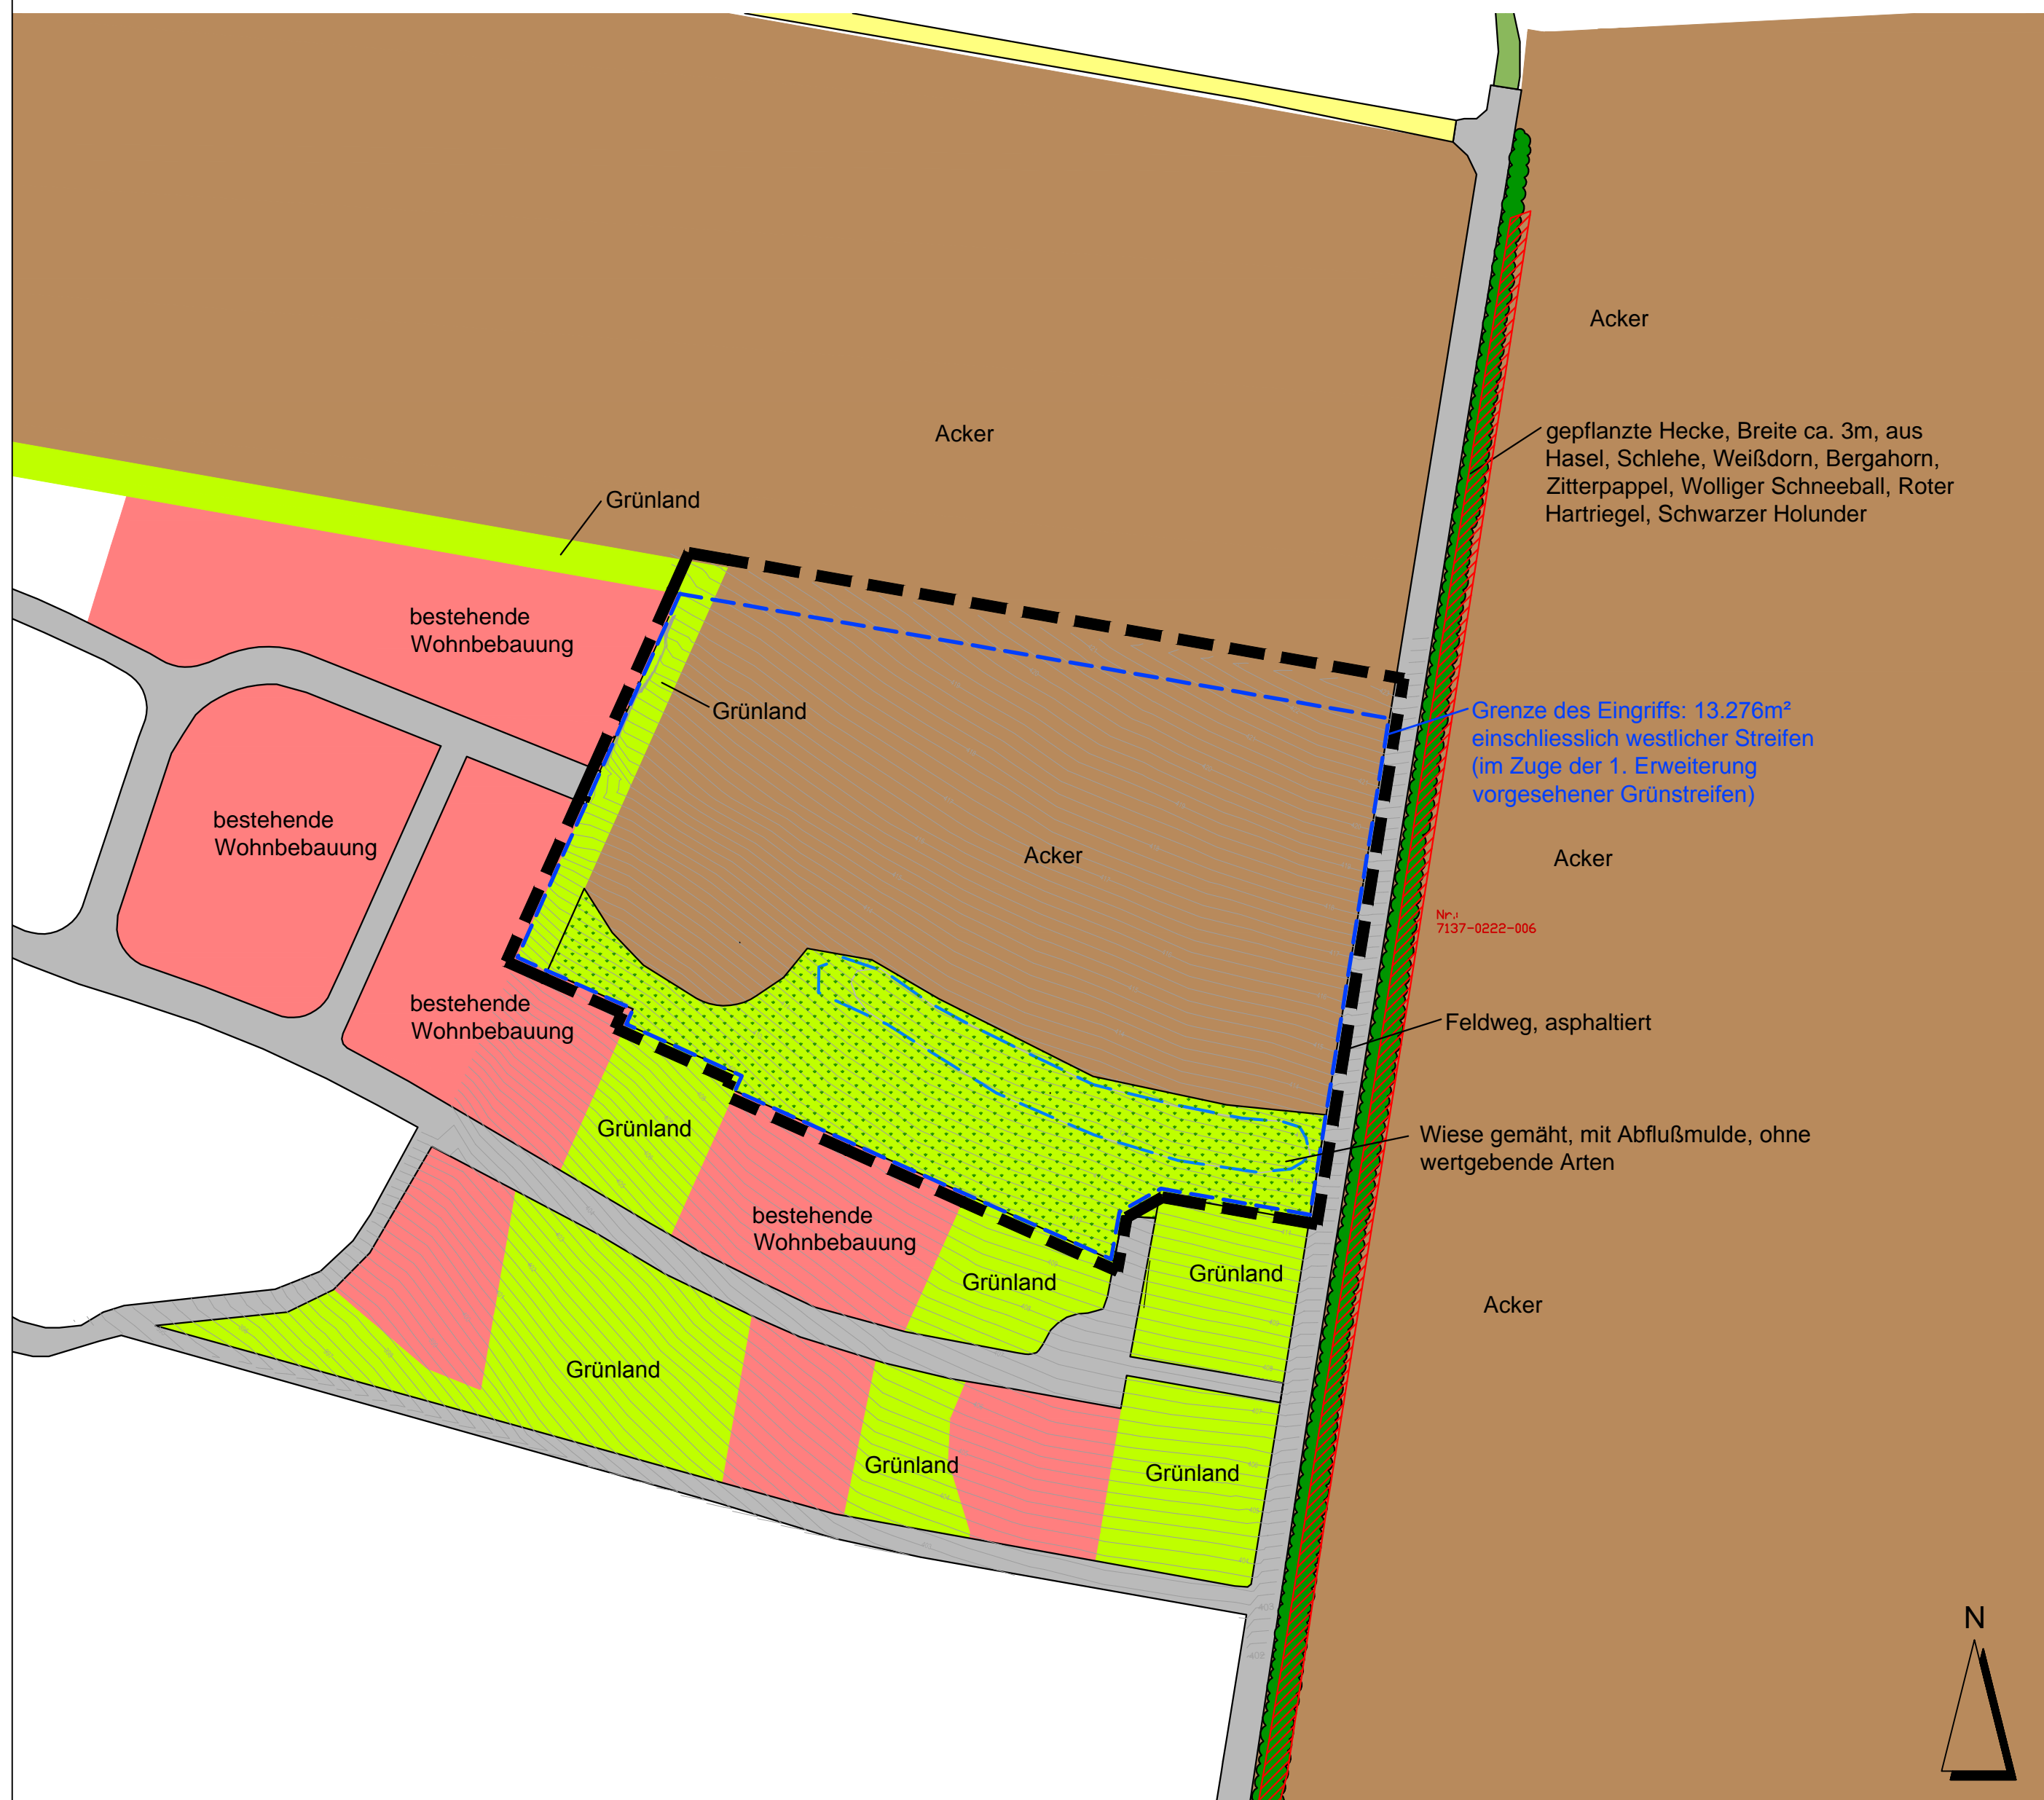 Acker
gepflanzte Hecke, Breite ca. 3m, aus
Hasel, Schlehe, Weißdorn, Bergahorn,
Zitterpappel, Wolliger Schneeball, Roter
Hartriegel, Schwarzer Holunder
Acker
Grünland
bestehende
Wohnbebauung
Grünland
Grenze des Eingriffs: 13.276m²
einschliesslich westlicher Streifen
(im Zuge der 1. Erweiterung
vorgesehener Grünstreifen)
bestehende
Wohnbebauung
Acker
Acker
Nr.:
7137-0222-006
bestehende
Wohnbebauung
Feldweg, asphaltiert
Grünland
Wiese gemäht, mit Abflußmulde, ohne
wertgebende Arten
bestehende
Wohnbebauung
Grünland
Grünland
Acker
Grünland
Grünland
Grünland
403
402
N